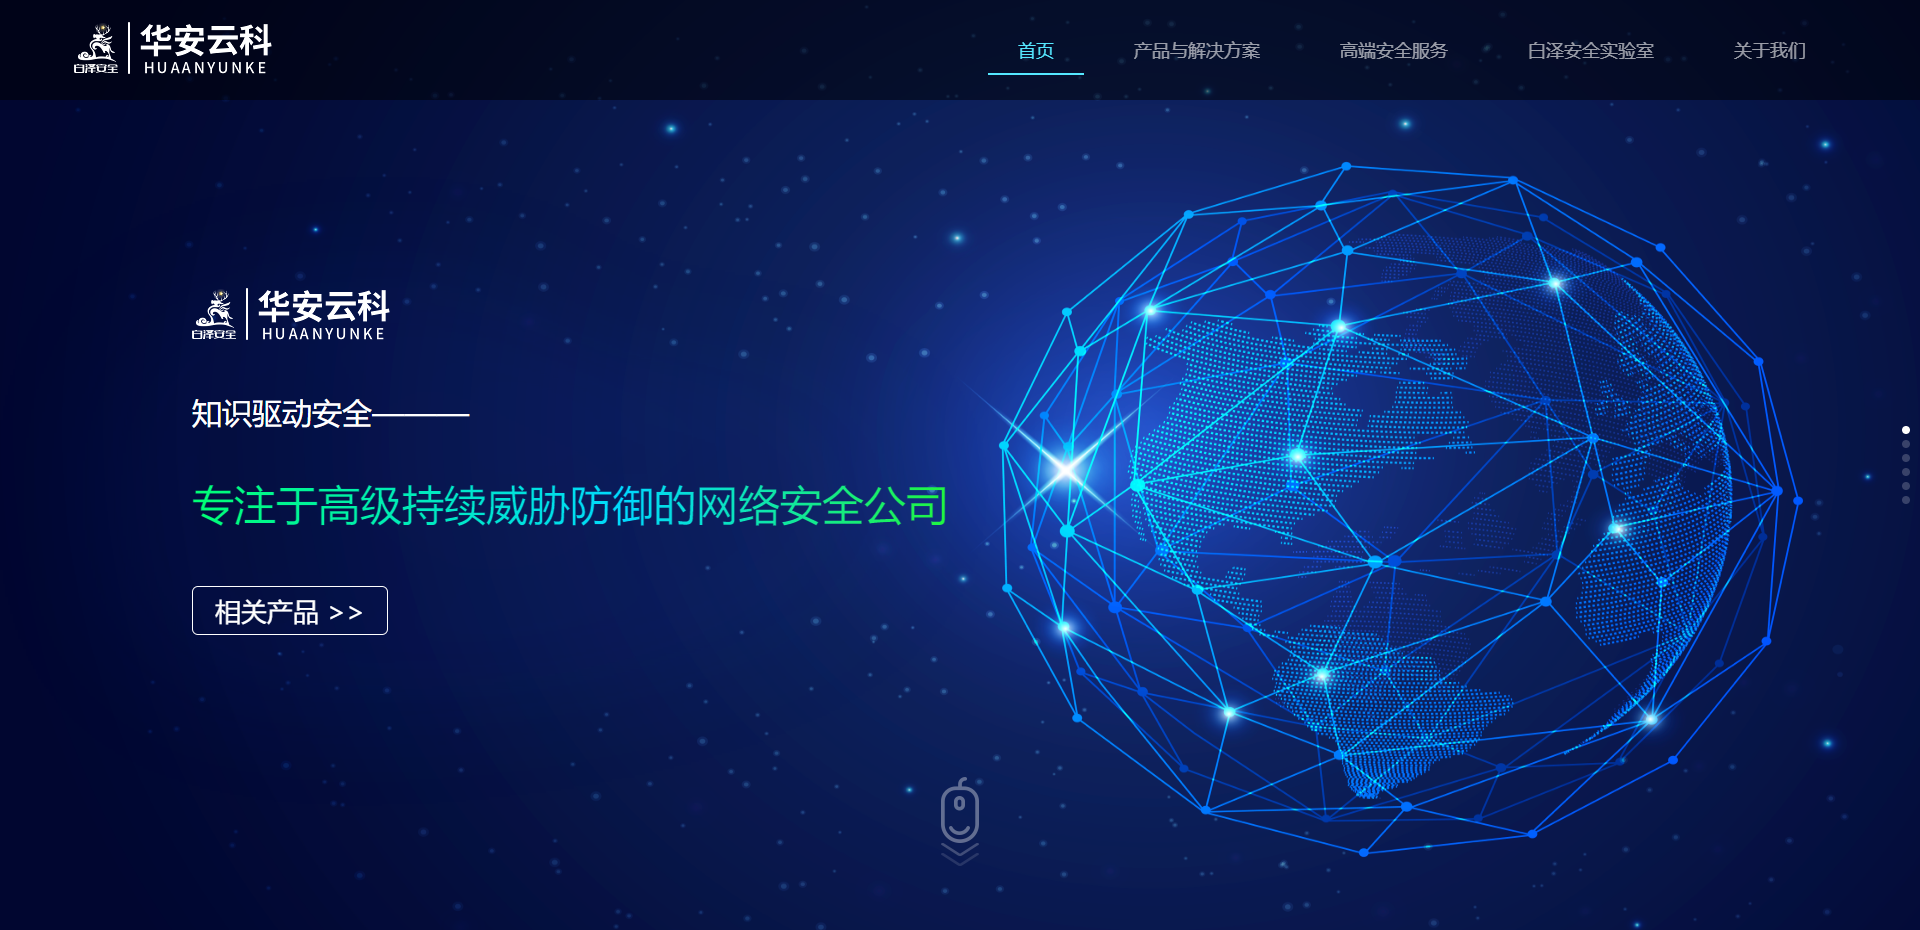 华安云科
HUAANYUNKE
白泽安全
首页
产品与解决方案
高端安全服务
白泽安全实验室
关于我们
华安云科
HUAANYUNKE
白泽安全
知识驱动安全———
专注于高级持续威胁防御的网络安全公司
相关产品 >>